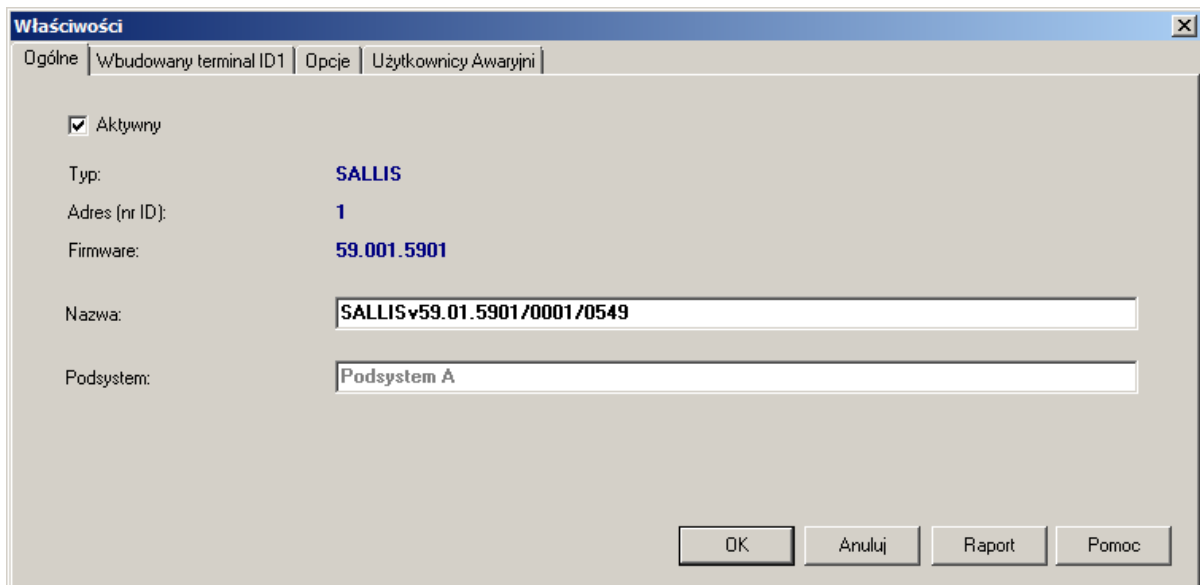 Właściwości
Ogólne Wbudowany terminal ID1 Opcje Użytkownicy Awaryjni
Aktywny
Typ: SALLIS
Adres (nr ID): 1
Firmware: 59.001.5901
Nazwa: SALLISv59.01.5901/0001/0549
Podsystem: Podsystem A
OK Anuluj Raport Pomoc